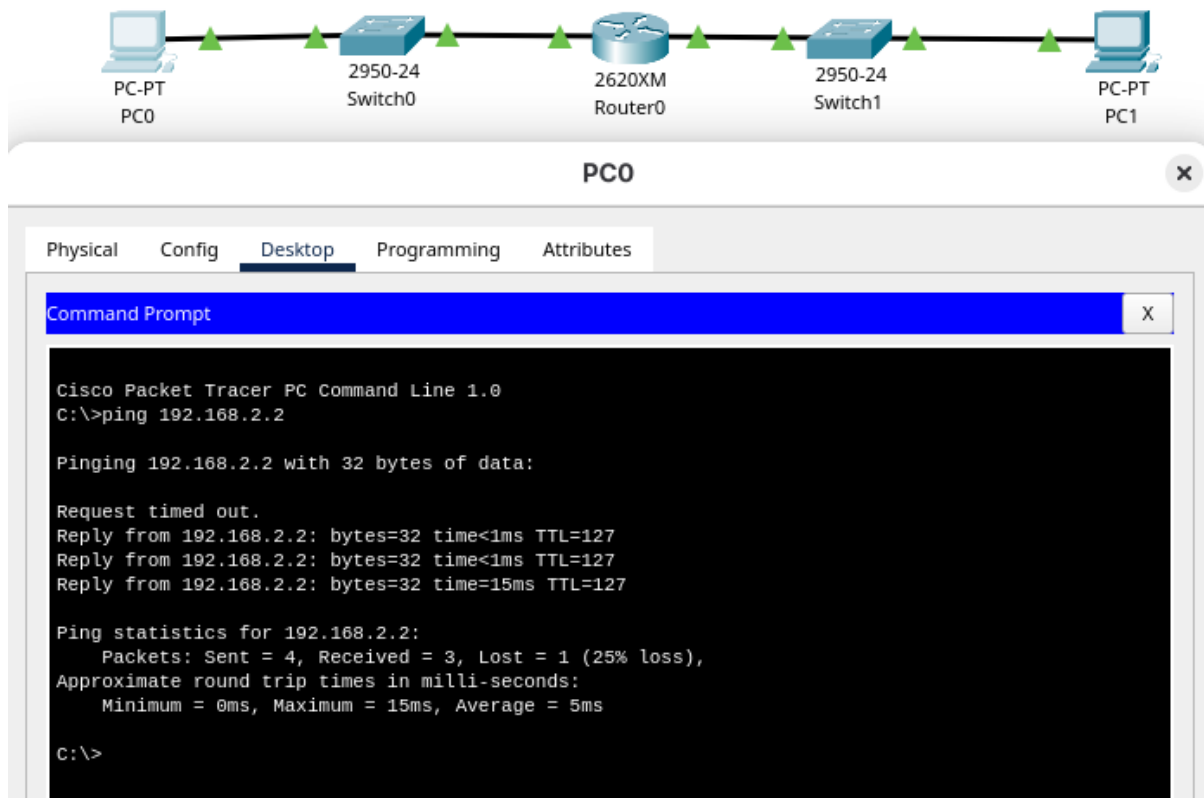 PC-PT
PC0
2950-24
Switch0
2620XM
Router0
2950-24
Switch1
PC-PT
PC1
PC0
Physical Config Desktop Programming Attributes
Command Prompt X
Cisco Packet Tracer PC Command Line 1.0
C:\>ping 192.168.2.2
Pinging 192.168.2.2 with 32 bytes of data:
Request timed out.
Reply from 192.168.2.2: bytes=32 time<1ms TTL=127
Reply from 192.168.2.2: bytes=32 time<1ms TTL=127
Reply from 192.168.2.2: bytes=32 time=15ms TTL=127
Ping statistics for 192.168.2.2:
    Packets: Sent = 4, Received = 3, Lost = 1 (25% loss),
Approximate round trip times in milli-seconds:
    Minimum = 0ms, Maximum = 15ms, Average = 5ms
C:\>